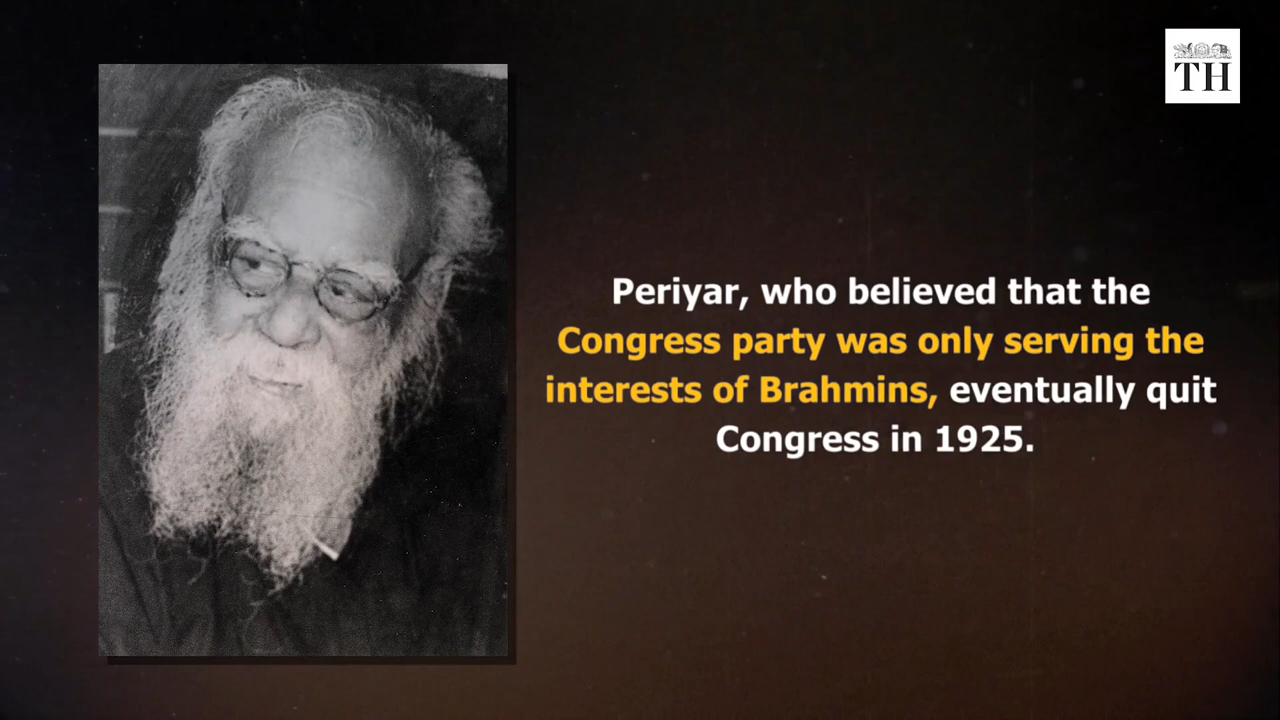 TH
Periyar, who believed that the
Congress party was only serving the
interests of Brahmins, eventually quit
Congress in 1925.